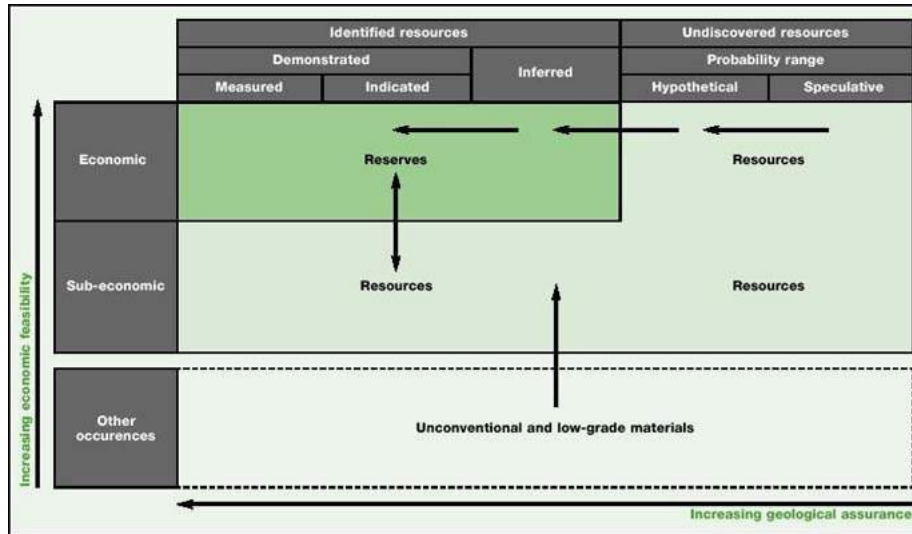 Identified resources
Undiscovered resources
Demonstrated
Inferred
Probability range
Measured
Indicated
Hypothetical
Speculative
Economic
Reserves
Resources
Sub-economic
Resources
Resources
Other
occurences
Unconventional and low-grade materials
Increasing economic feasibility
Increasing geological assurance